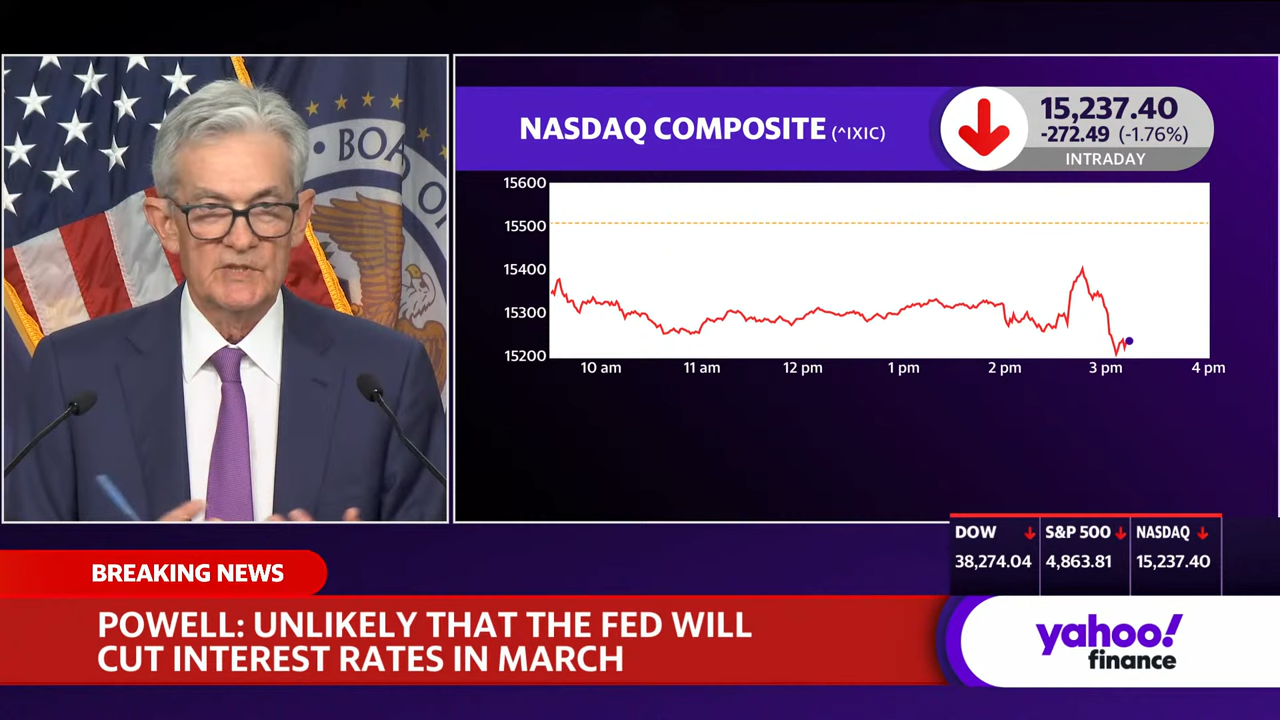 BOA
D OF
NASDAQ COMPOSITE (^IXIC)
15,237.40
-272.49 (-1.76%)
INTRADAY
15600
15500
15400
15300
15200
10 am 11 am 12 pm 1 pm 2 pm 3 pm 4 pm
DOW S&P 500 NASDAQ
38,274.04 4,863.81 15,237.40
BREAKING NEWS
POWELL: UNLIKELY THAT THE FED WILL
CUT INTEREST RATES IN MARCH
yahoo!
finance